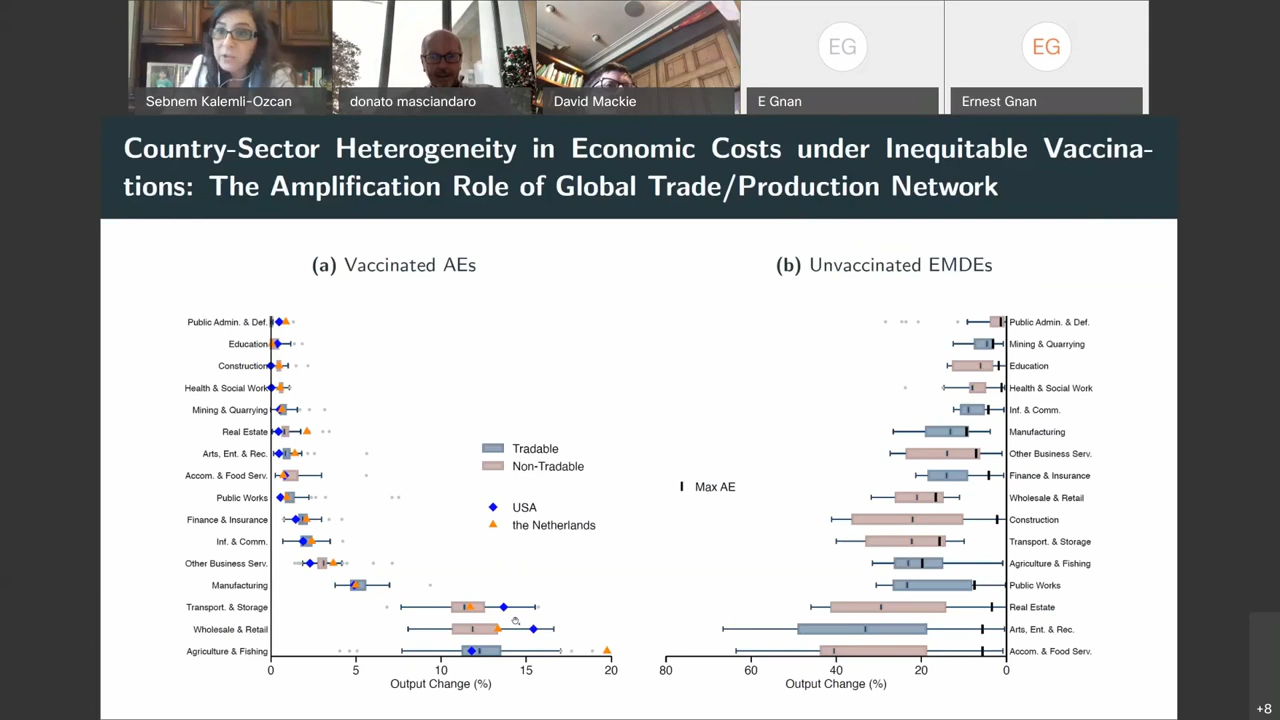 EG
EG
Sebnem Kalemli-Ozcan
donato masciandaro
David Mackie
E Gnan
Ernest Gnan
Country-Sector Heterogeneity in Economic Costs under Inequitable Vaccina-
tions: The Amplification Role of Global Trade/Production Network
(a) Vaccinated AEs
Public Admin. & Def.
Education
Construction
Health & Social Work
Mining & Quarrying
Real Estate
Arts, Ent. & Rec.
Accom. & Food Serv.
Public Works
Finance & Insurance
Inf. & Comm.
Other Business Serv.
Manufacturing
Transport. & Storage
Wholesale & Retail
Agriculture & Fishing
0 5 10 15 20
Output Change (%)
Tradable
Non-Tradable
USA
the Netherlands
(b) Unvaccinated EMDEs
Max AE
Public Admin. & Def.
Mining & Quarrying
Education
Health & Social Work
Inf. & Comm.
Manufacturing
Other Business Serv.
Finance & Insurance
Wholesale & Retail
Construction
Transport. & Storage
Agriculture & Fishing
Public Works
Real Estate
Arts, Ent. & Rec.
Accom. & Food Serv.
80 60 40 20 0
Output Change (%)
+8